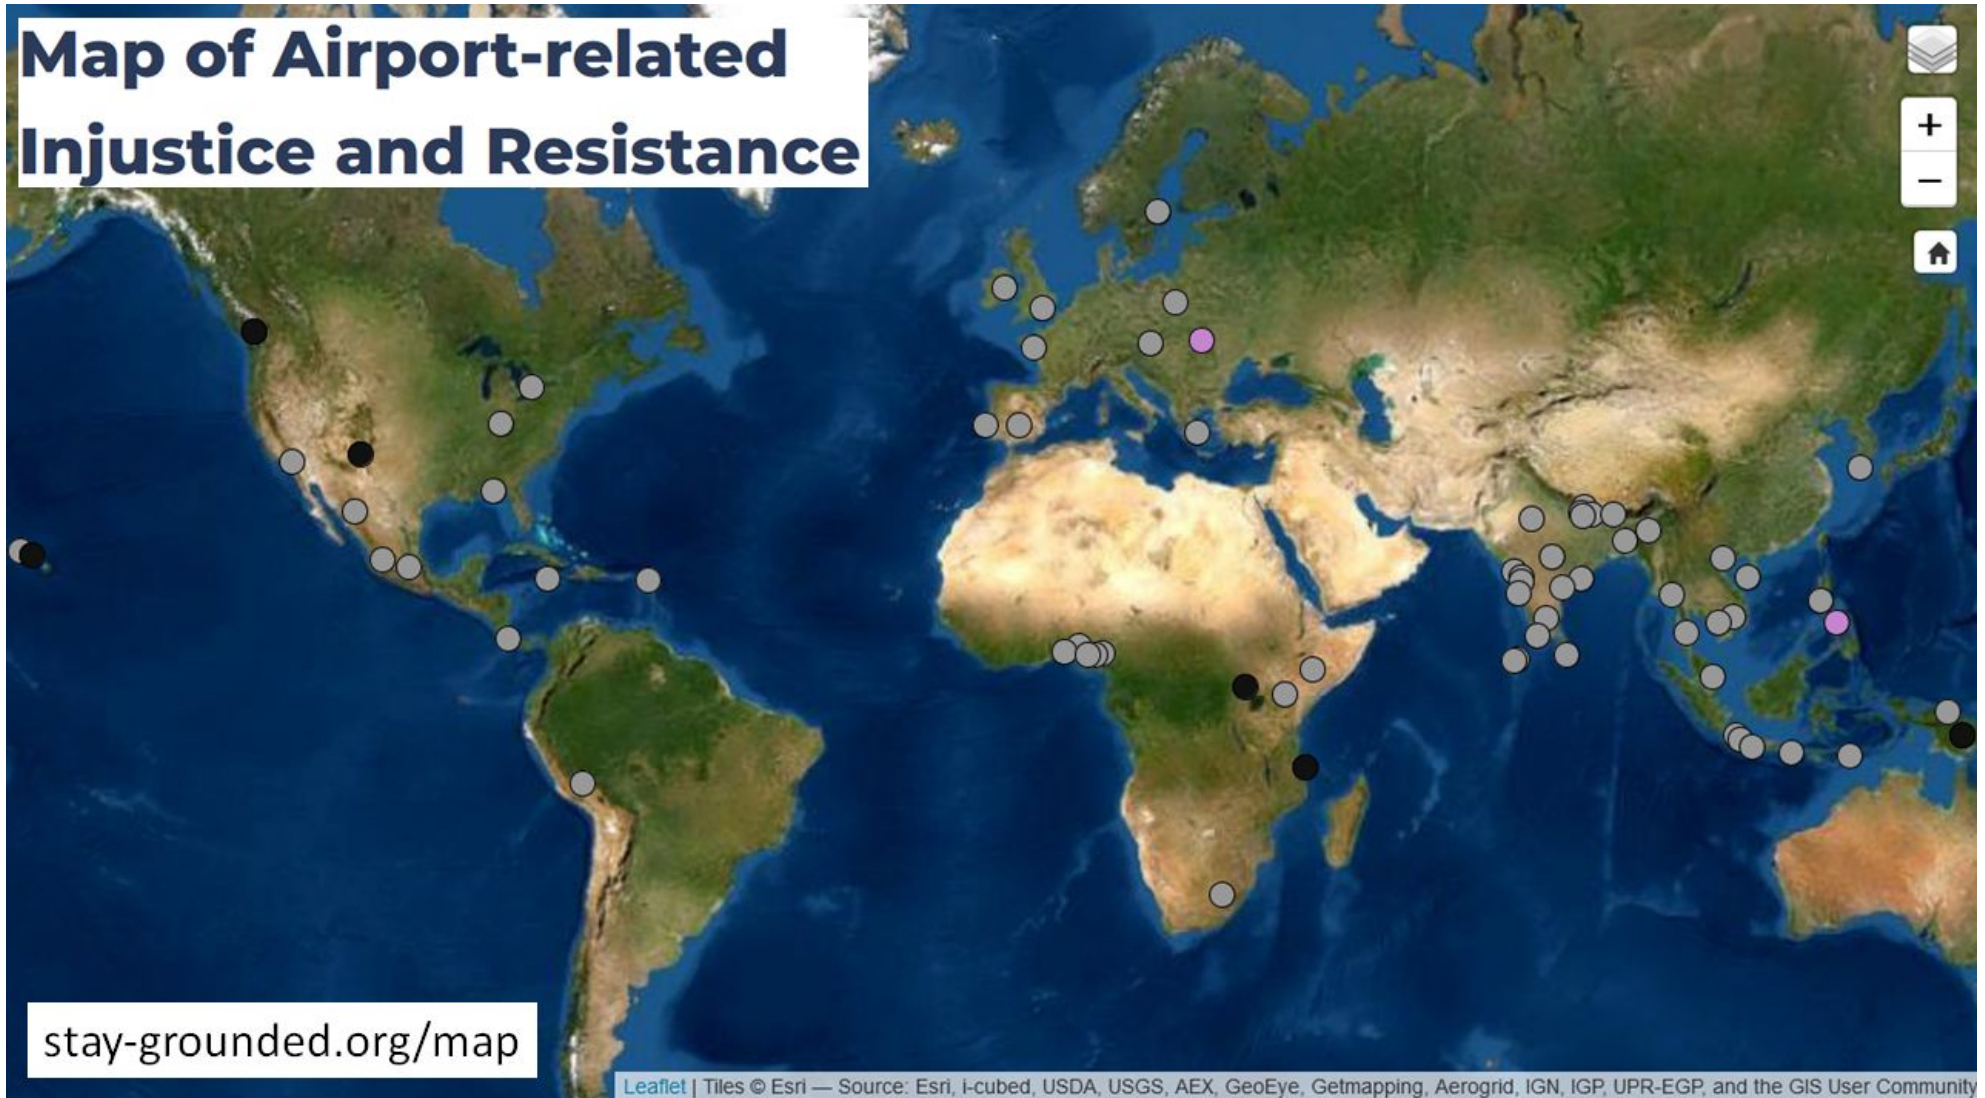 Map of Airport-related
Injustice and Resistance
+
−
stay-grounded.org/map
Leaflet | Tiles © Esri — Source: Esri, i-cubed, USDA, USGS, AEX, GeoEye, Getmapping, Aerogrid, IGN, IGP, UPR-EGP, and the GIS User Community